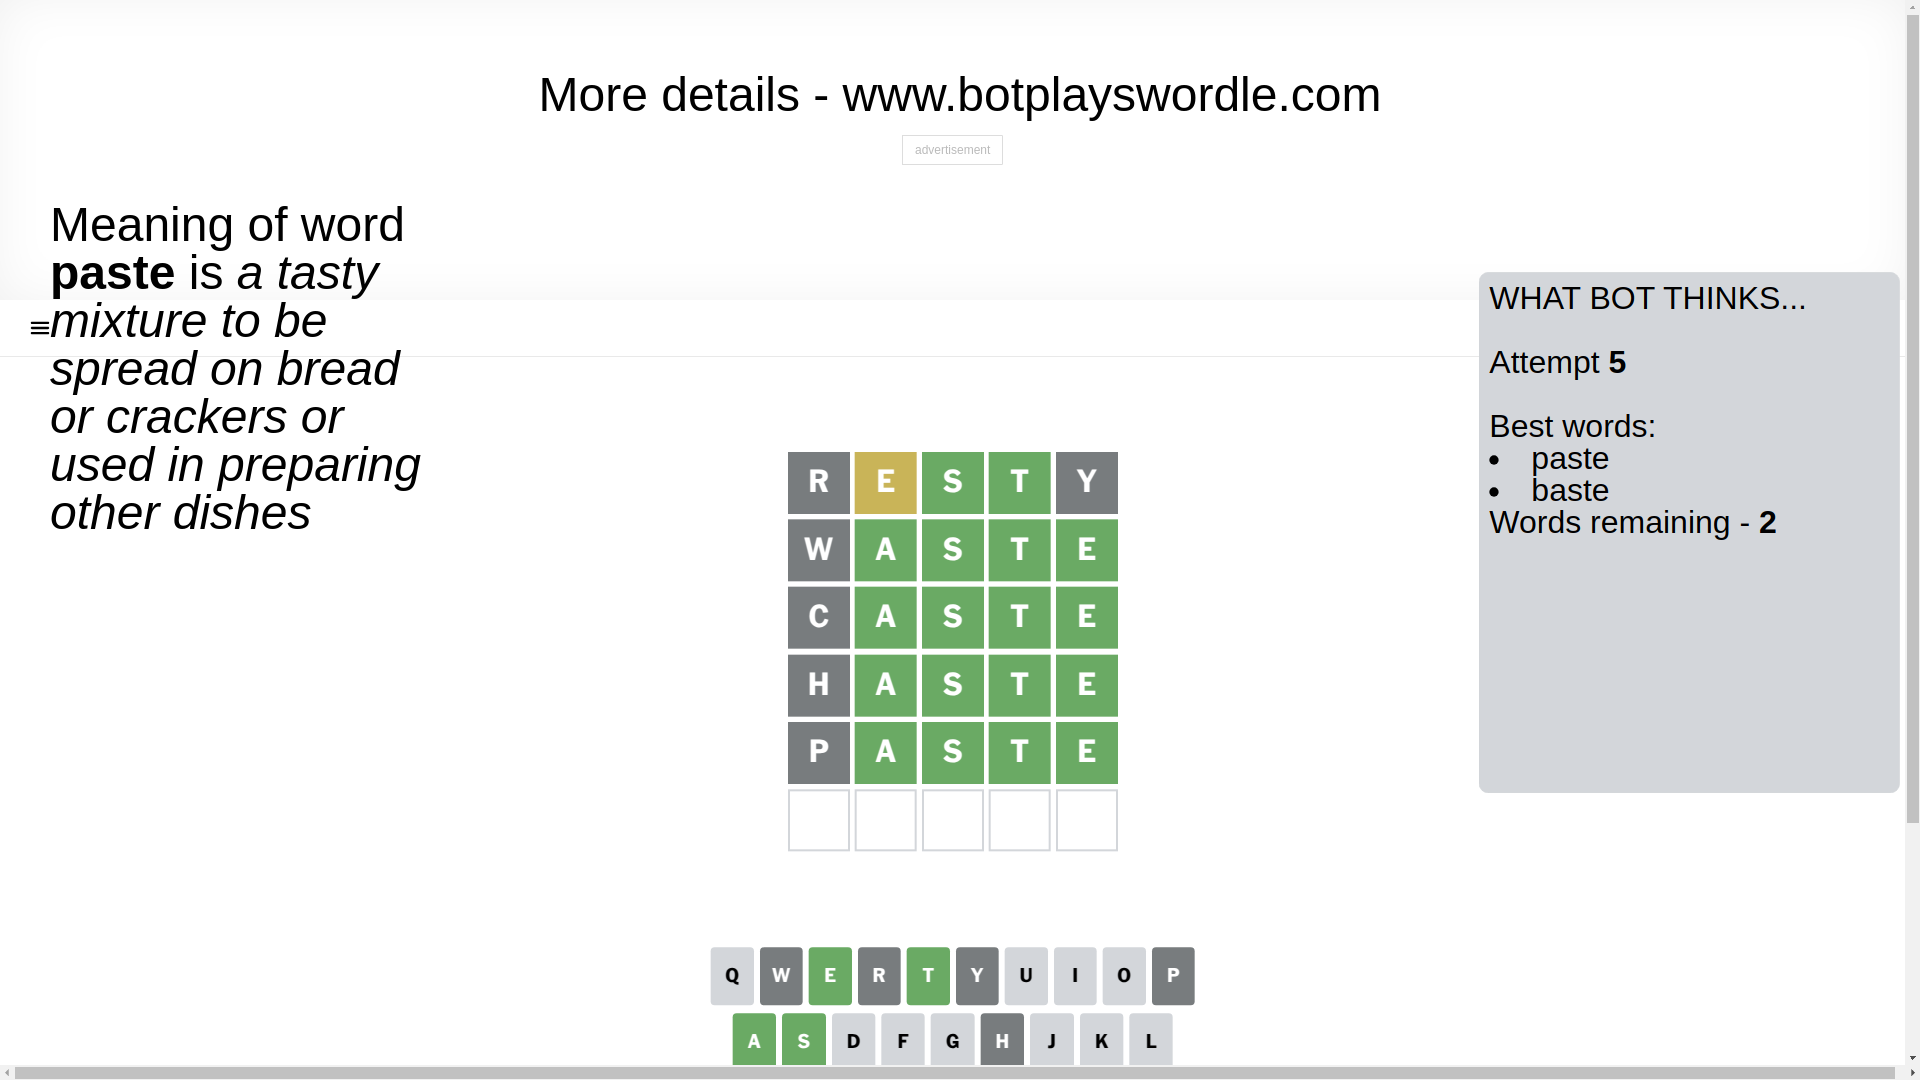 More details - www.botplayswordle.com
advertisement
Meaning of word
paste is a tasty
mixture to be
spread on bread
or crackers or
used in preparing
other dishes
WHAT BOT THINKS...
Attempt 5
Best words:
• paste
• baste
Words remaining - 2
R E S T Y
W A S T E
C A S T E
H A S T E
P A S T E
Q W E R T Y U I O P
A S D F G H J K L